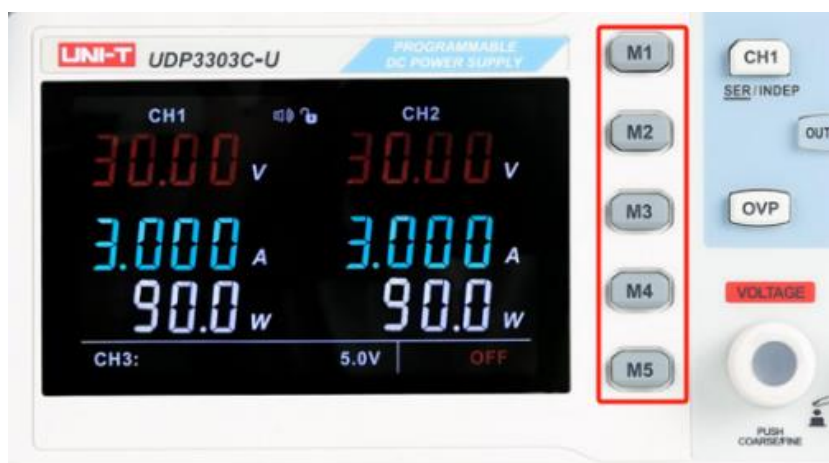 UNI-T UDP3303C-U PROGRAMMABLE
DC POWER SUPPLY
CH1 CH2
30.00 V 30.00 V
3.000 A 3.000 A
90.0 W 90.0 W
CH3: 5.0V OFF
M1
M2
M3
M4
M5
CH1
SER/INDEP
OUT
OVP
VOLTAGE
PUSH
COARSE/FINE